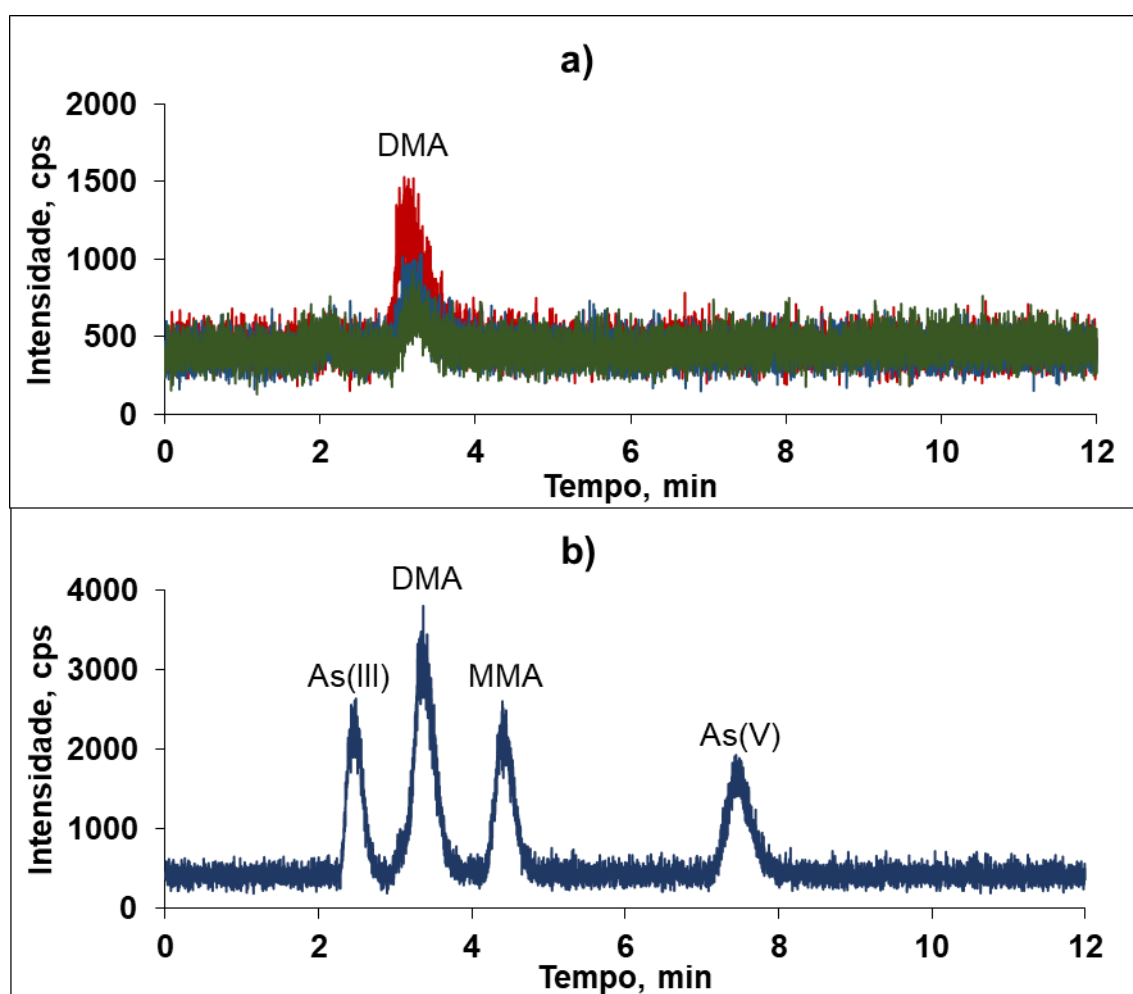 a)
2000
1500
1000
500
0
Intensidade, cps
DMA
0 2 4 6 8 10 12
Tempo, min
b)
4000
3000
2000
1000
0
Intensidade, cps
DMA
As(III)
MMA
As(V)
0 2 4 6 8 10 12
Tempo, min